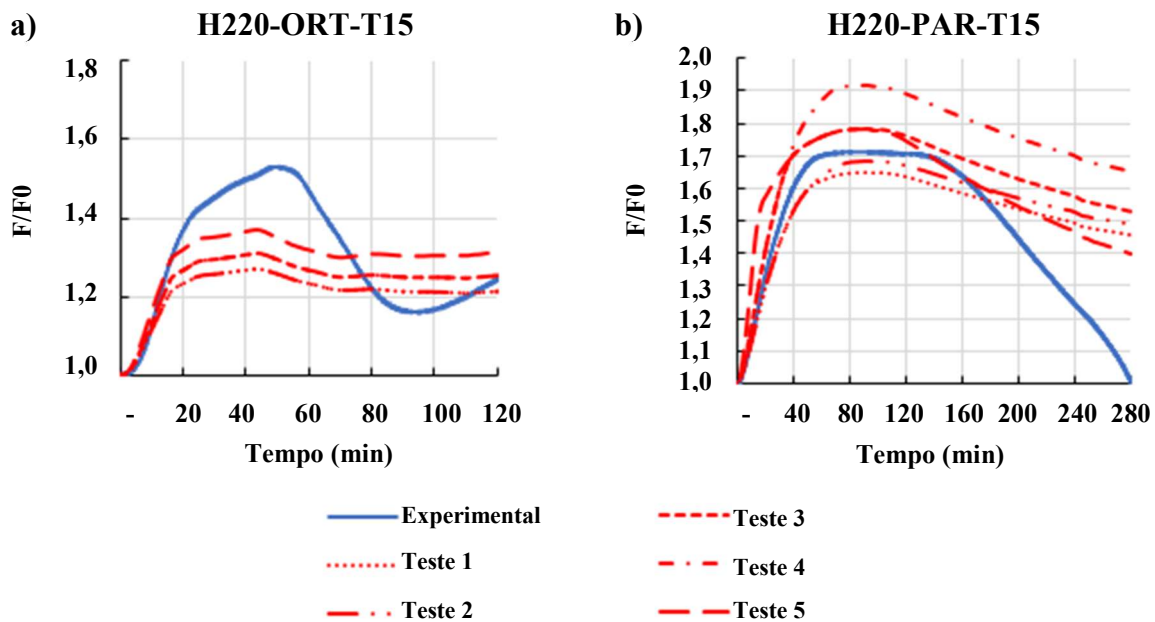 a) H220-ORT-T15
1,8
1,6
1,4
1,2
1,0
F/F0
- 20 40 60 80 100 120
Tempo (min)
b) H220-PAR-T15
2,0
1,9
1,8
1,7
1,6
1,5
1,4
1,3
1,2
1,1
1,0
F/F0
- 40 80 120 160 200 240 280
Tempo (min)
Experimental
Teste 1
Teste 2
Teste 3
Teste 4
Teste 5